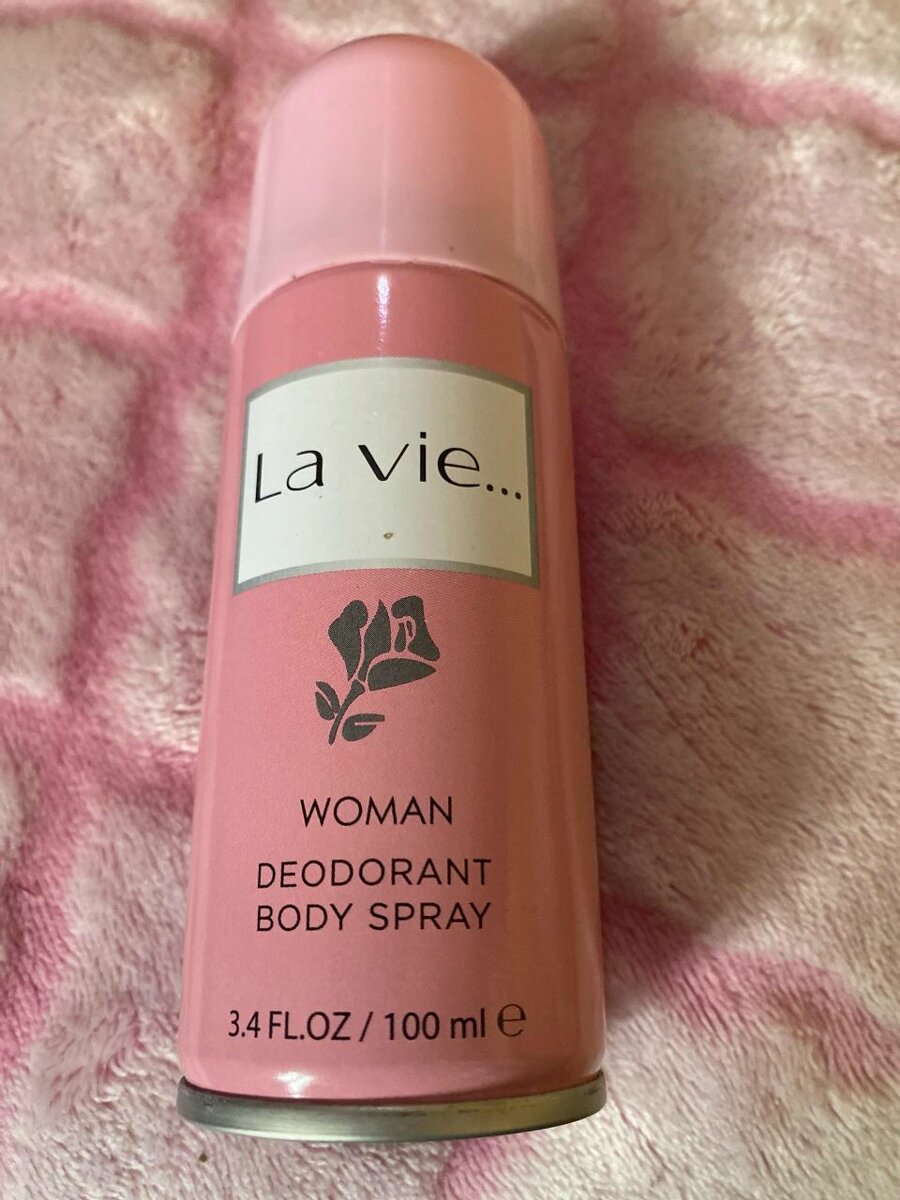 La vie...
WOMAN
DEODORANT
BODY SPRAY
3.4 FL.OZ / 100 ml ℮